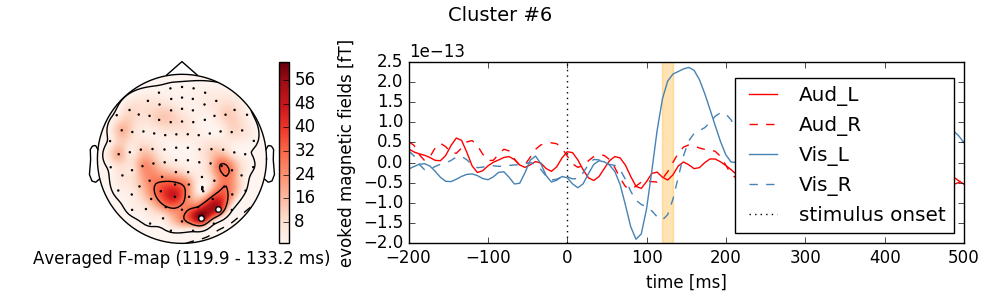 Cluster #6
56
48
40
32
24
16
8
Averaged F-map (119.9 - 133.2 ms)
evoked magnetic fields [fT]
1e−13
2.5
2.0
1.5
1.0
0.5
0.0
−0.5
−1.0
−1.5
−2.0
−200 −100 0 100 200 300 400 500
time [ms]
Aud_L
Aud_R
Vis_L
Vis_R
stimulus onset